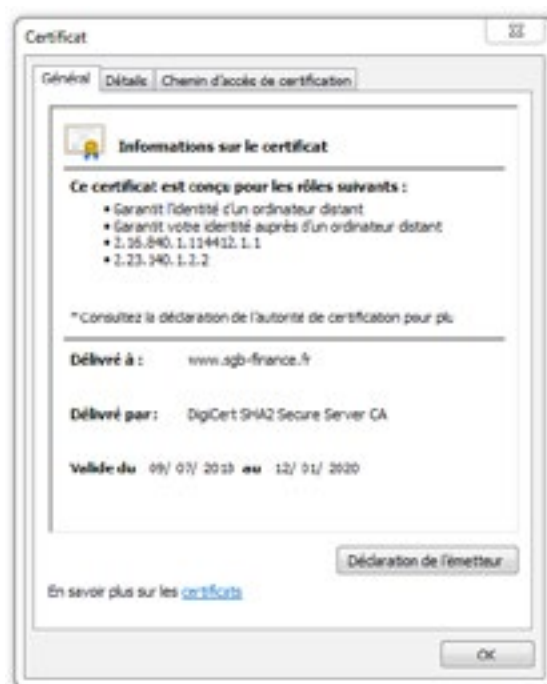 Certificat
Général Détails Chemin d'accès de certification
Informations sur le certificat
Ce certificat est conçu pour les rôles suivants :
• Garantit l'identité d'un ordinateur distant
• Garantit votre identité auprès d'un ordinateur distant
• 2.16.840.1.114412.1.1
• 2.23.140.1.2.2
* Consultez la déclaration de l'autorité de certification pour plu
Délivré à : www.sgb-finance.fr
Délivré par : DigiCert SHA2 Secure Server CA
Valide du 09/ 07/ 2018 au 12/ 01/ 2020
Déclaration de l'émetteur
En savoir plus sur les certificats
OK